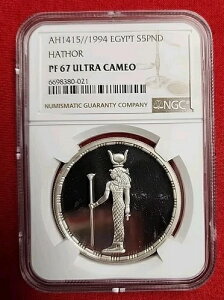 AH1415//1994 EGYPT S5PND
HATHOR
PF 67 ULTRA CAMEO
6698380-021
NUMISMATIC GUARANTY COMPANY
NGC